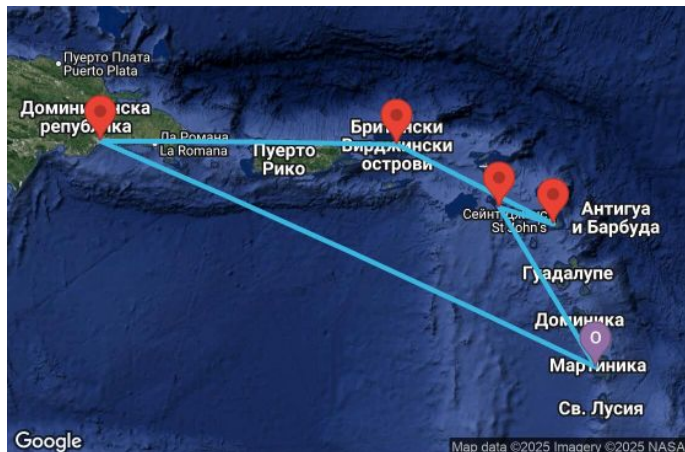 Пуерто Плата
Puerto Plata
Доминиканска
република
Ла Романа
La Romana
Пуерто
Рико
Британски
Вирджински
острови
St John's
Антигуа
и Барбуда
Гуадалупе
Доминика
O
Мартиника
Св. Лусия
Google
Map data ©2025 Imagery ©2025 NASA